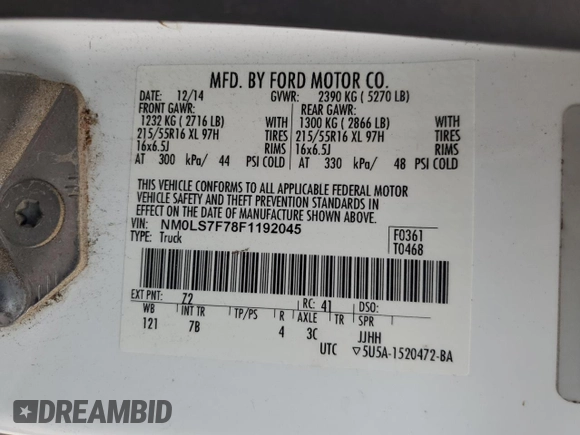 MFD. BY FORD MOTOR CO.
DATE: 12/14 GVWR: 2390 KG ( 5270 LB)
FRONT GAWR: REAR GAWR:
1232 KG ( 2716 LB) WITH 1300 KG ( 2866 LB) WITH
215/55R16 XL 97H TIRES 215/55R16 XL 97H TIRES
16x6.5J RIMS 16x6.5J RIMS
AT 300 kPa/ 44 PSI COLD AT 330 kPa/ 48 PSI COLD
THIS VEHICLE CONFORMS TO ALL APPLICABLE FEDERAL MOTOR
VEHICLE SAFETY AND THEFT PREVENTION STANDARDS IN
EFFECT ON THE DATE OF MANUFACTURE SHOWN ABOVE.
VIN: NM0LS7F78F1192045 F0361
TYPE: Truck T0468
EXT PNT: Z2 RC: 41 DSO:
WB INT TR TP/PS R AXLE TR SPR
121 7B 4 3C JJHH
UTC 5U5A-1520472-BA
DREAMBID